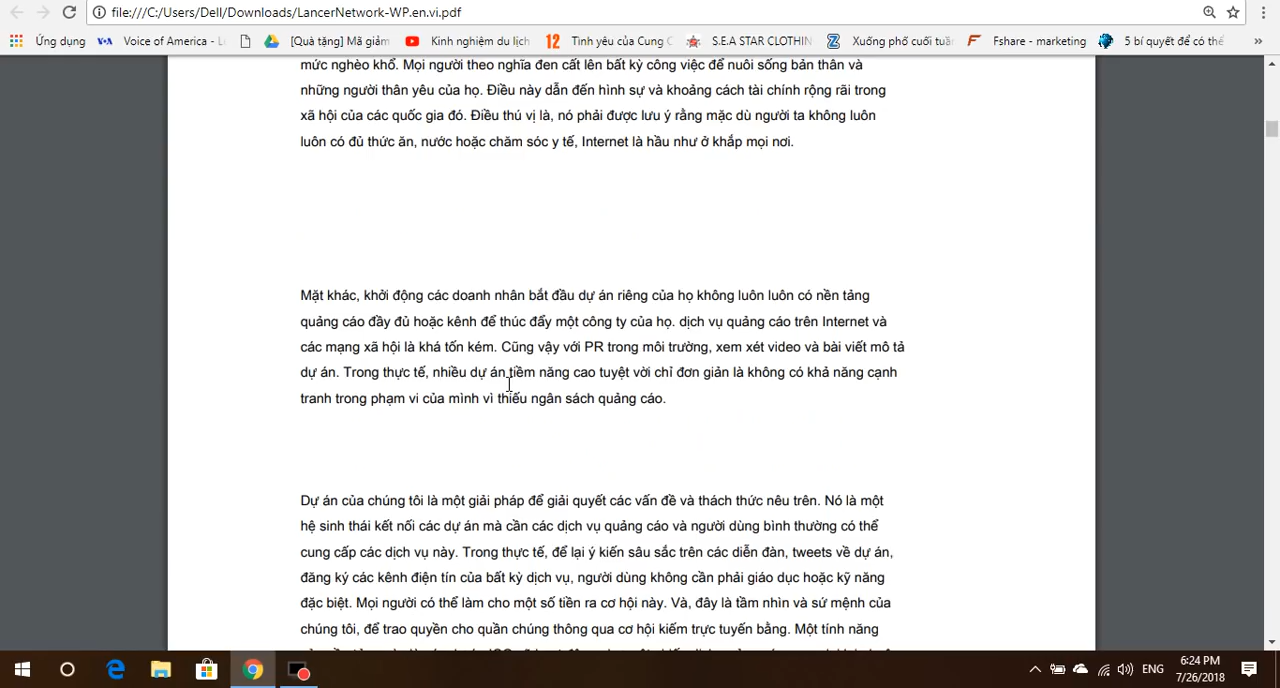 file:///C:/Users/Dell/Downloads/LancerNetwork-WP.en.vi.pdf
Ứng dụng Voice of America - L [Quà tặng] Mã giảm Kinh nghiệm du lịch 12 Tình yêu của Cung C S.E.A STAR CLOTHIN Z Xuống phố cuối tuần F Fshare - marketing 5 bí quyết để có thể »
mức nghèo khổ. Mọi người theo nghĩa đen cất lên bất kỳ công việc để nuôi sống bản thân và
những người thân yêu của họ. Điều này dẫn đến hình sự và khoảng cách tài chính rộng rãi trong
xã hội của các quốc gia đó. Điều thú vị là, nó phải được lưu ý rằng mặc dù người ta không luôn
luôn có đủ thức ăn, nước hoặc chăm sóc y tế, Internet là hầu như ở khắp mọi nơi.
Mặt khác, khởi động các doanh nhân bắt đầu dự án riêng của họ không luôn luôn có nền tảng
quảng cáo đầy đủ hoặc kênh để thúc đẩy một công ty của họ. dịch vụ quảng cáo trên Internet và
các mạng xã hội là khá tốn kém. Cũng vậy với PR trong môi trường, xem xét video và bài viết mô tả
dự án. Trong thực tế, nhiều dự án tiềm năng cao tuyệt vời chỉ đơn giản là không có khả năng cạnh
tranh trong phạm vi của mình vì thiếu ngân sách quảng cáo.
Dự án của chúng tôi là một giải pháp để giải quyết các vấn đề và thách thức nêu trên. Nó là một
hệ sinh thái kết nối các dự án mà cần các dịch vụ quảng cáo và người dùng bình thường có thể
cung cấp các dịch vụ này. Trong thực tế, để lại ý kiến sâu sắc trên các diễn đàn, tweets về dự án,
đăng ký các kênh điện tín của bất kỳ dịch vụ, người dùng không cần phải giáo dục hoặc kỹ năng
đặc biệt. Mọi người có thể làm cho một số tiền ra cơ hội này. Và, đây là tầm nhìn và sứ mệnh của
chúng tôi, để trao quyền cho quần chúng thông qua cơ hội kiếm trực tuyến bằng. Một tính năng
ENG
6:24 PM
7/26/2018